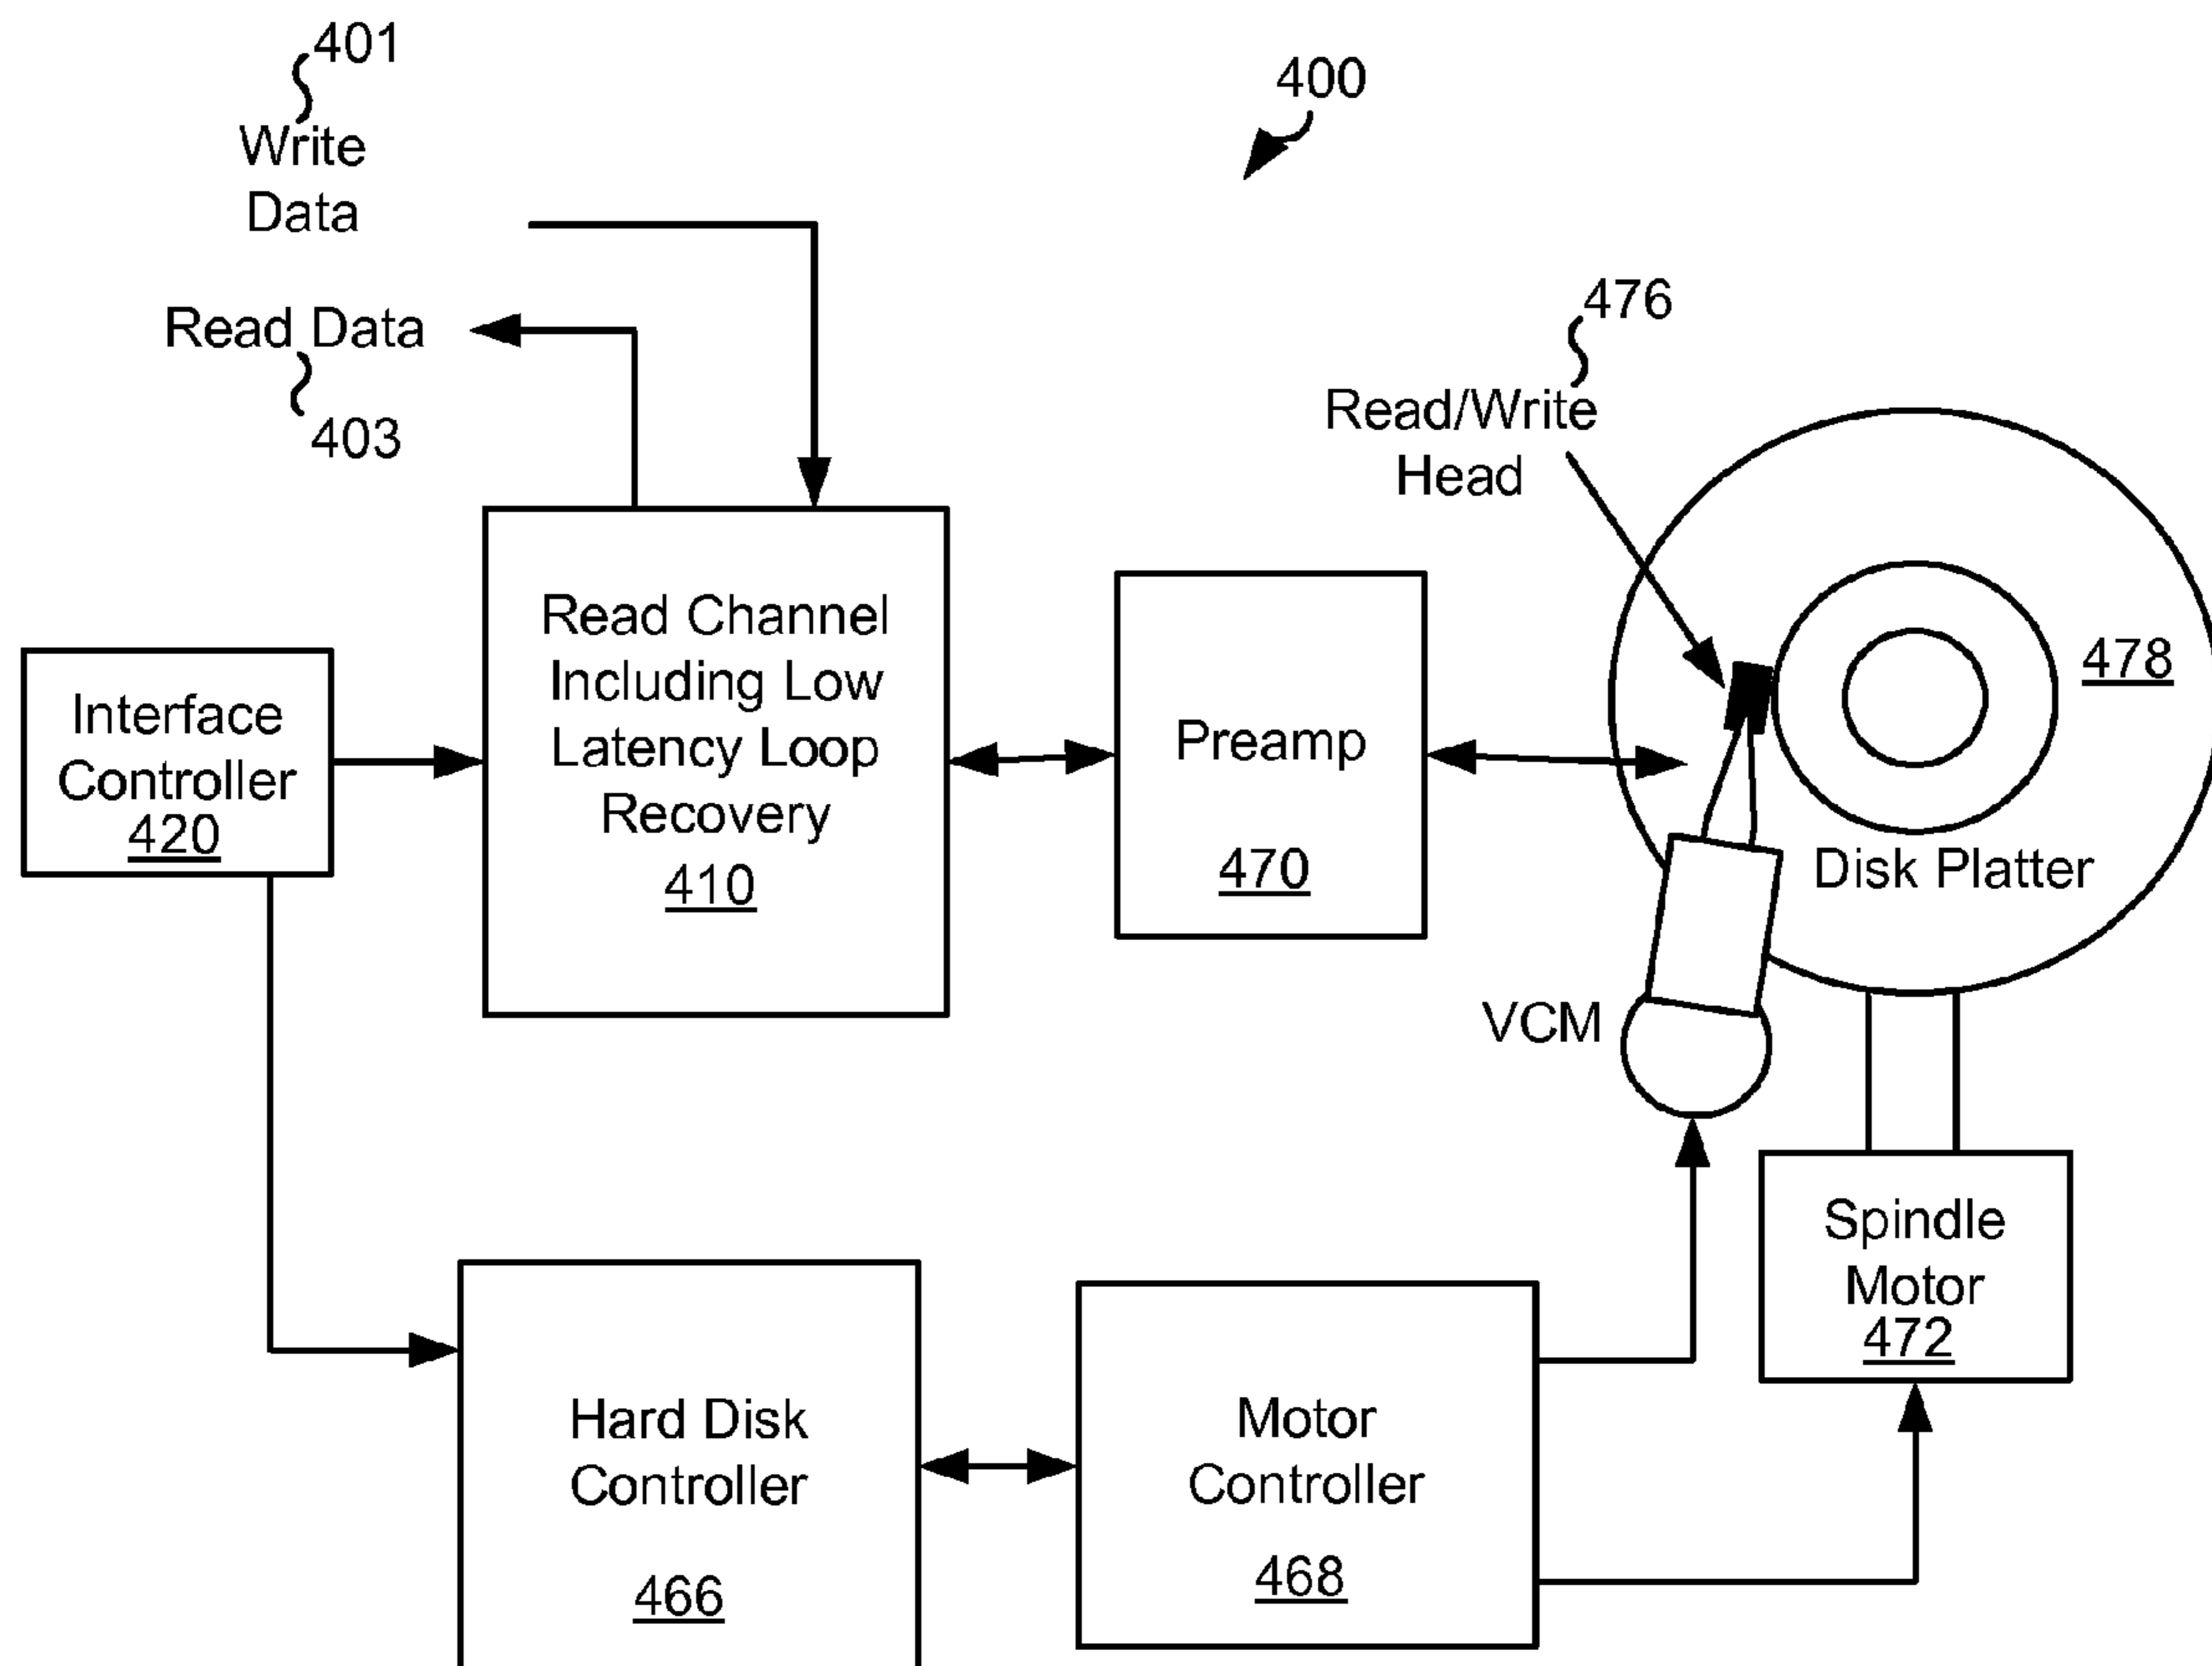 401
Write
Data
400
Read Data
403
476
Read/Write
Head
Interface
Controller
420
Read Channel
Including Low
Latency Loop
Recovery
410
Preamp
470
478
Disk Platter
VCM
Spindle
Motor
472
Hard Disk
Controller
466
Motor
Controller
468